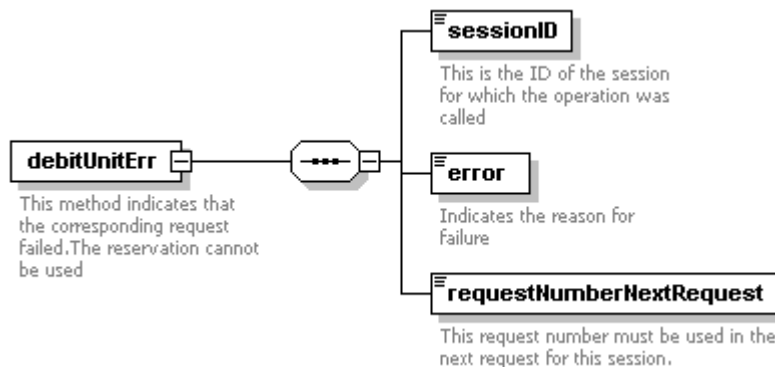 sessionID
This is the ID of the session
for which the operation was
called
debitUnitErr
This method indicates that
the corresponding request
failed.The reservation cannot
be used
error
Indicates the reason for
failure
requestNumberNextRequest
This request number must be used in the
next request for this session.